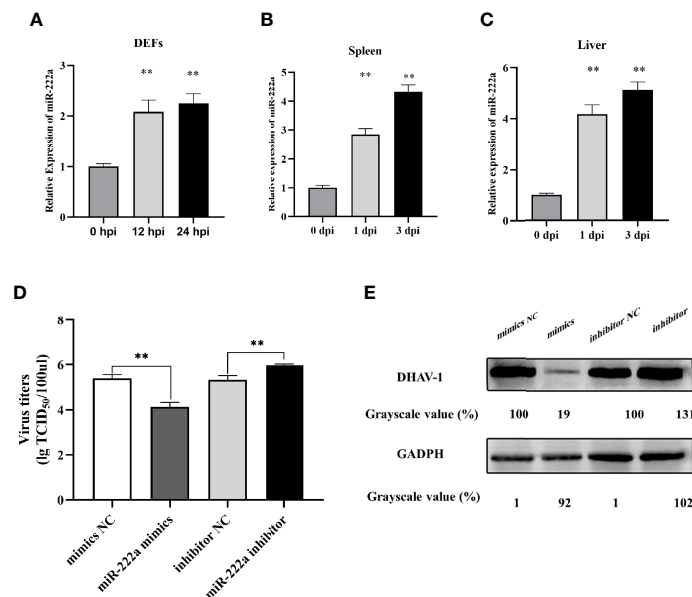 A
DEFs
Relative Expression of miR-222a
3
2
1
0
**
**
0 hpi 12 hpi 24 hpi
B
Spleen
Relative expression of miR-222a
5
4
3
2
1
0
**
**
0 dpi 1 dpi 3 dpi
C
Liver
Relative expression of miR-222a
6
4
2
0
**
**
0 dpi 1 dpi 3 dpi
D
Virus titers
(lg TCID50/100ul)
8
6
4
2
0
**
**
mimics NC
miR-222a mimics
inhibitor NC
miR-222a inhibitor
E
mimics NC mimics inhibitor NC inhibitor
DHAV-1
Grayscale value (%) 100 19 100 131
GADPH
Grayscale value (%) 1 92 1 102